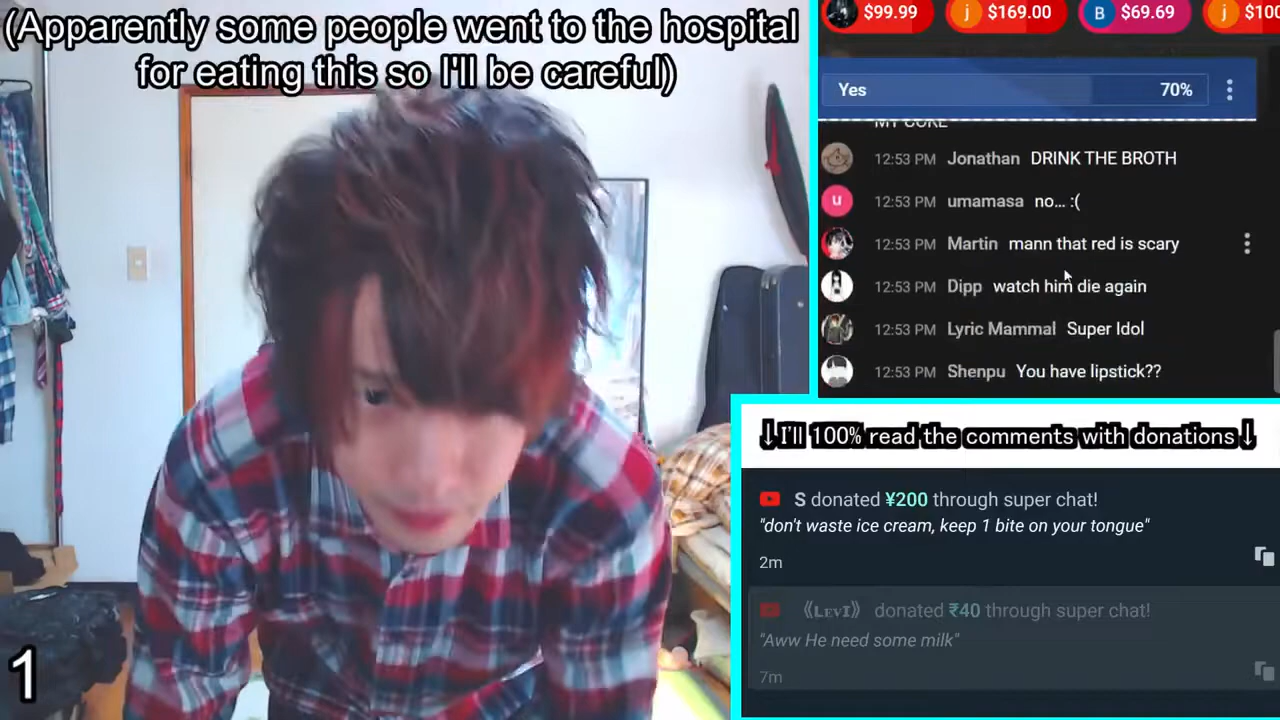 (Apparently some people went to the hospital
for eating this so I'll be careful)
1
$99.99
j $169.00
B $69.69
j $100
Yes 70%
MY CORE
12:53 PM Jonathan DRINK THE BROTH
u 12:53 PM umamasa no... :(
12:53 PM Martin mann that red is scary
12:53 PM Dipp watch him die again
12:53 PM Lyric Mammal Super Idol
12:53 PM Shenpu You have lipstick??
↓I'll 100% read the comments with donations↓
S donated ¥200 through super chat!
"don't waste ice cream, keep 1 bite on your tongue"
2m
⟪Lᴇᴠɪ⟫ donated ₹40 through super chat!
"Aww He need some milk"
7m